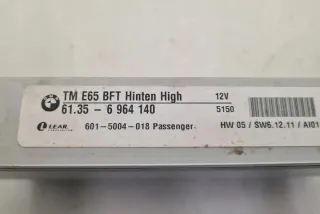 TM E65 BFT Hinten High 12V
61.35 - 6 964 140 5150
LEAR 601-5004-018 Passenger HW 05 / SW6.12.11 / AI01